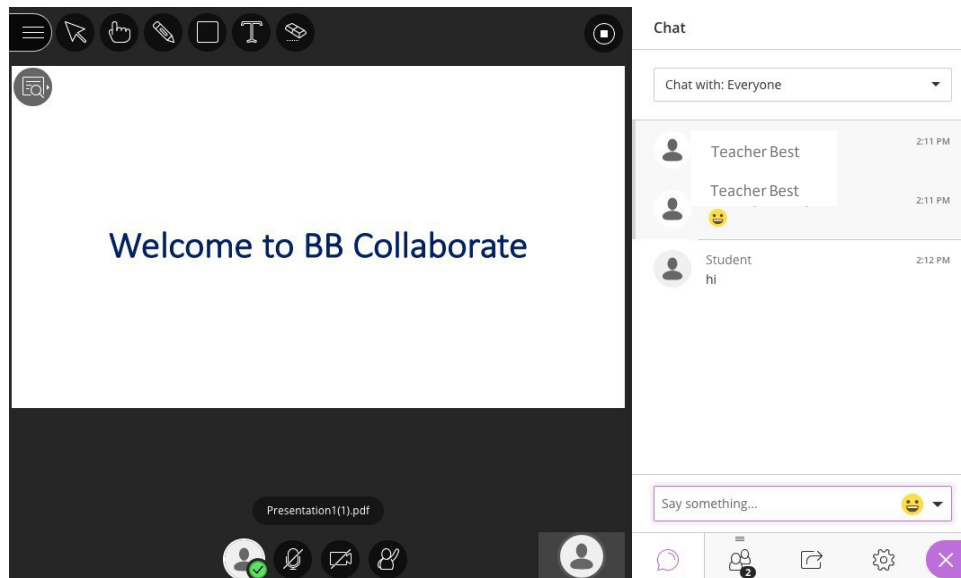 Chat
Chat with: Everyone
Teacher Best
2:11 PM
Teacher Best
2:11 PM
Welcome to BB Collaborate
Student
2:12 PM
hi
Say something...
Presentation1(1).pdf
2